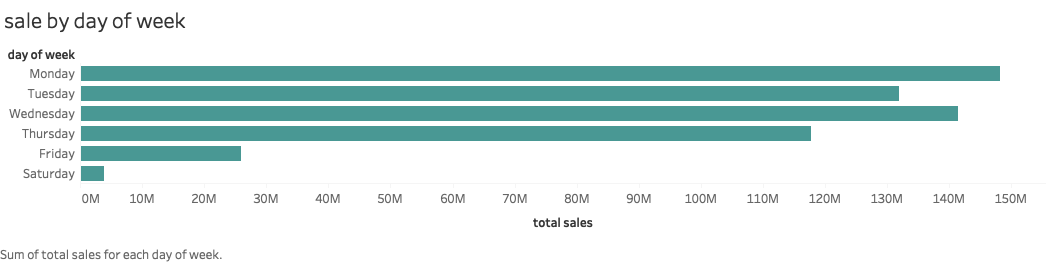 sale by day of week
day of week
Monday
Tuesday
Wednesday
Thursday
Friday
Saturday
0M 10M 20M 30M 40M 50M 60M 70M 80M 90M 100M 110M 120M 130M 140M 150M
total sales
Sum of total sales for each day of week.